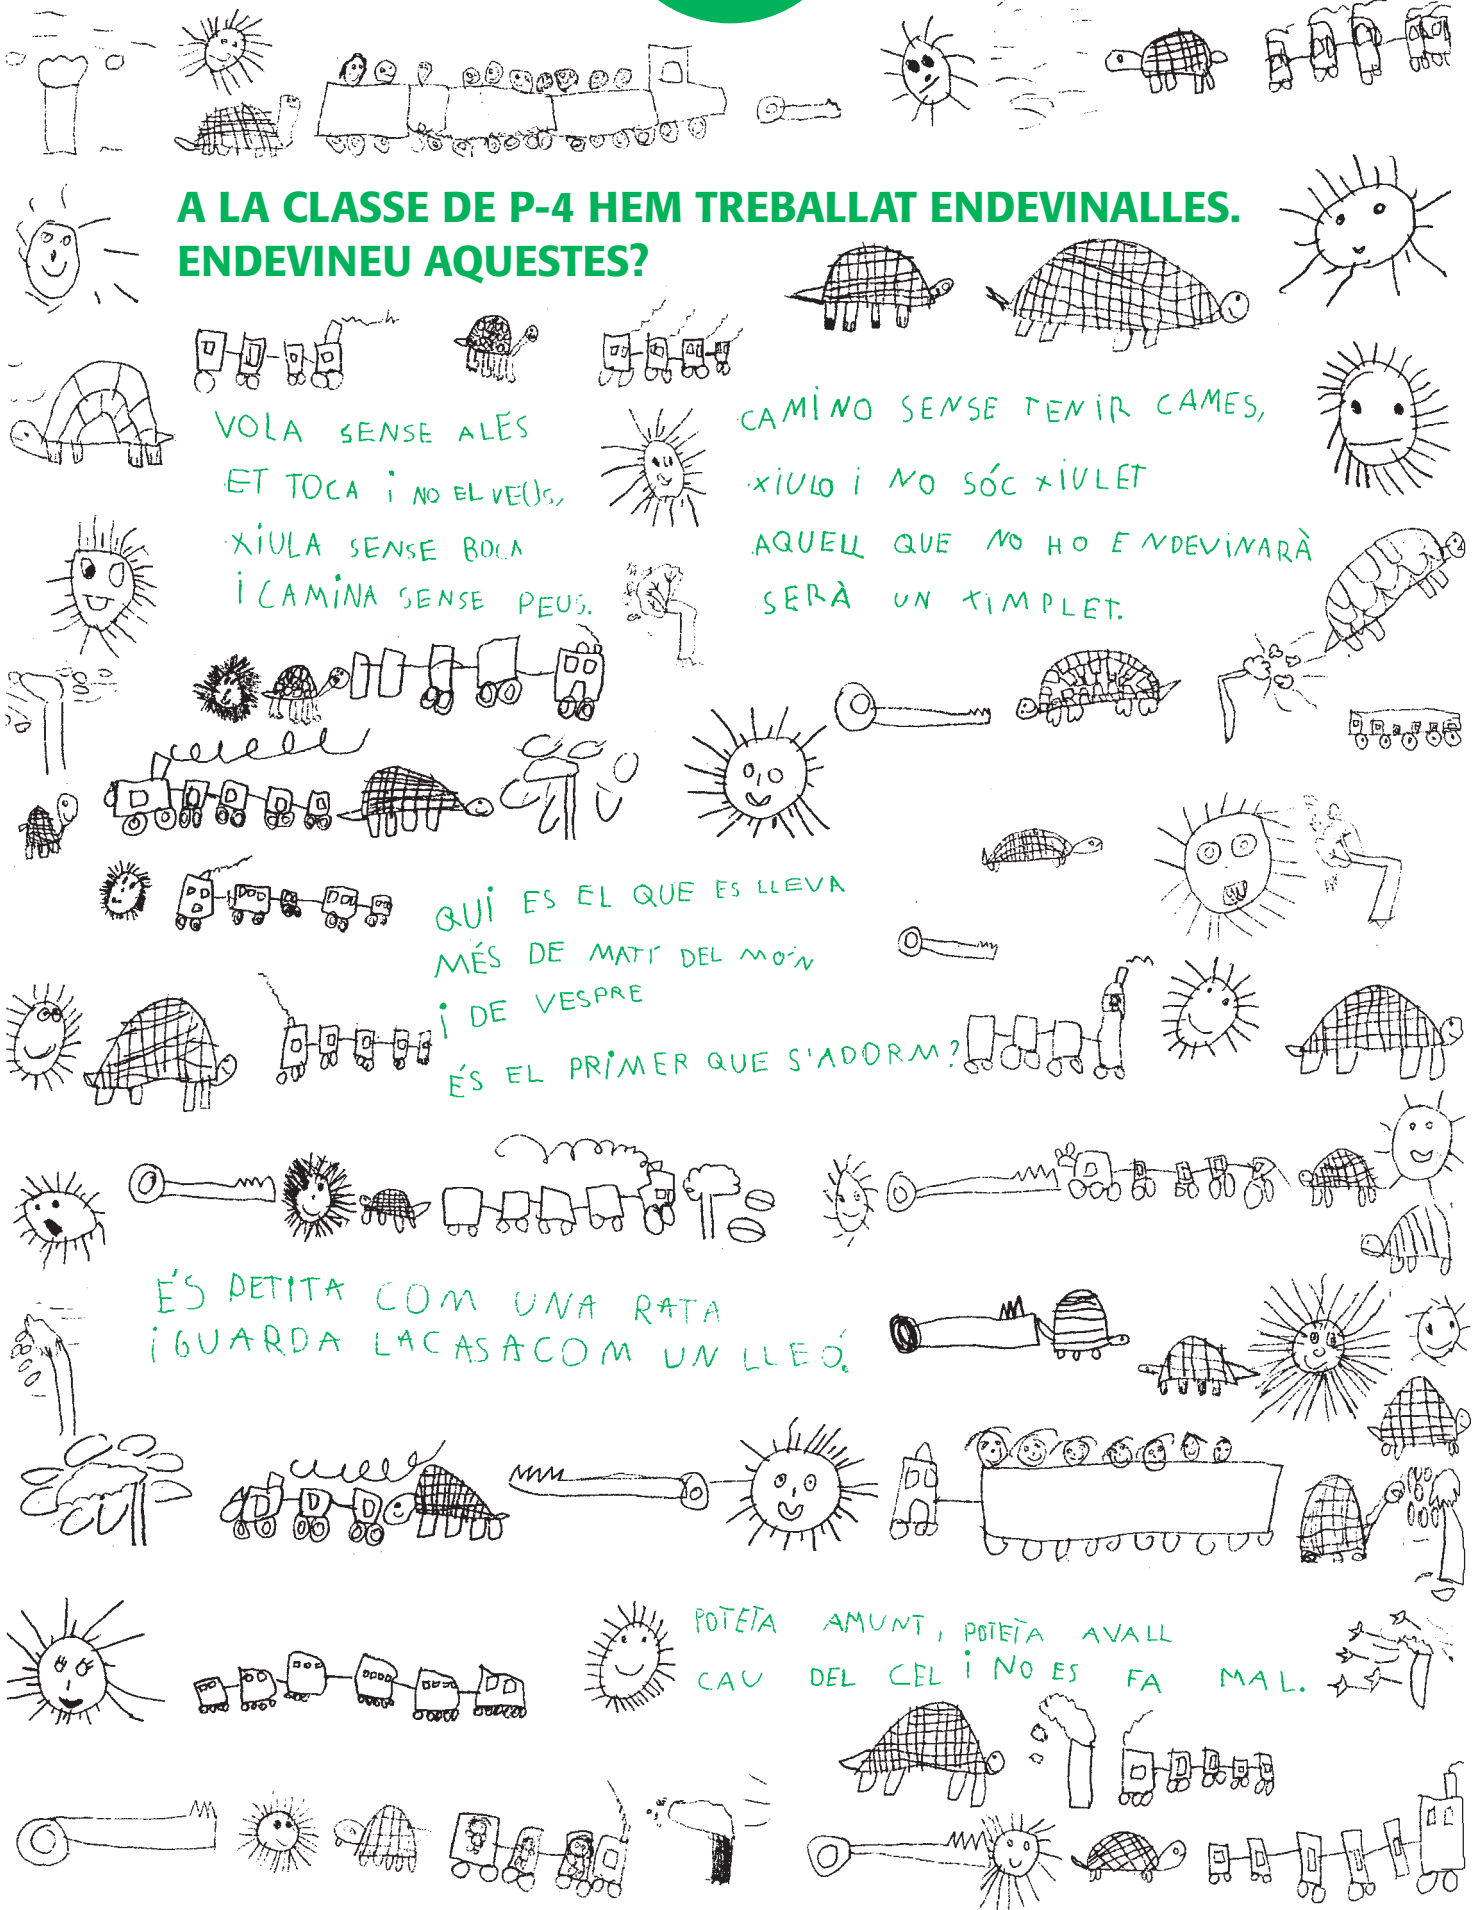 A LA CLASSE DE P-4 HEM TREBALLAT ENDEVINALLES.
ENDEVINEU AQUESTES?
VOLA SENSE ALES
ET TOCA i NO EL VEUS,
XiULA SENSE BOCA
i CAMiNA SENSE PEUS.
CAMiNO SENSE TENiR CAMES,
XiULO i NO SÓC XiULET
AQUELL QUE NO HO ENDEViNARÀ
SERÀ UN XiMPLET.
QUi ES EL QUE ES LLEVA
MÉS DE MATÍ DEL MÓN
i DE VESPRE
ÉS EL PRiMER QUE S'ADORM?
ÉS PETITA COM UNA RATA
i GUARDA LA CASA COM UN LLEÓ.
POTETA AMUNT, POTETA AVALL
CAU DEL CEL i NO ES FA MAL.